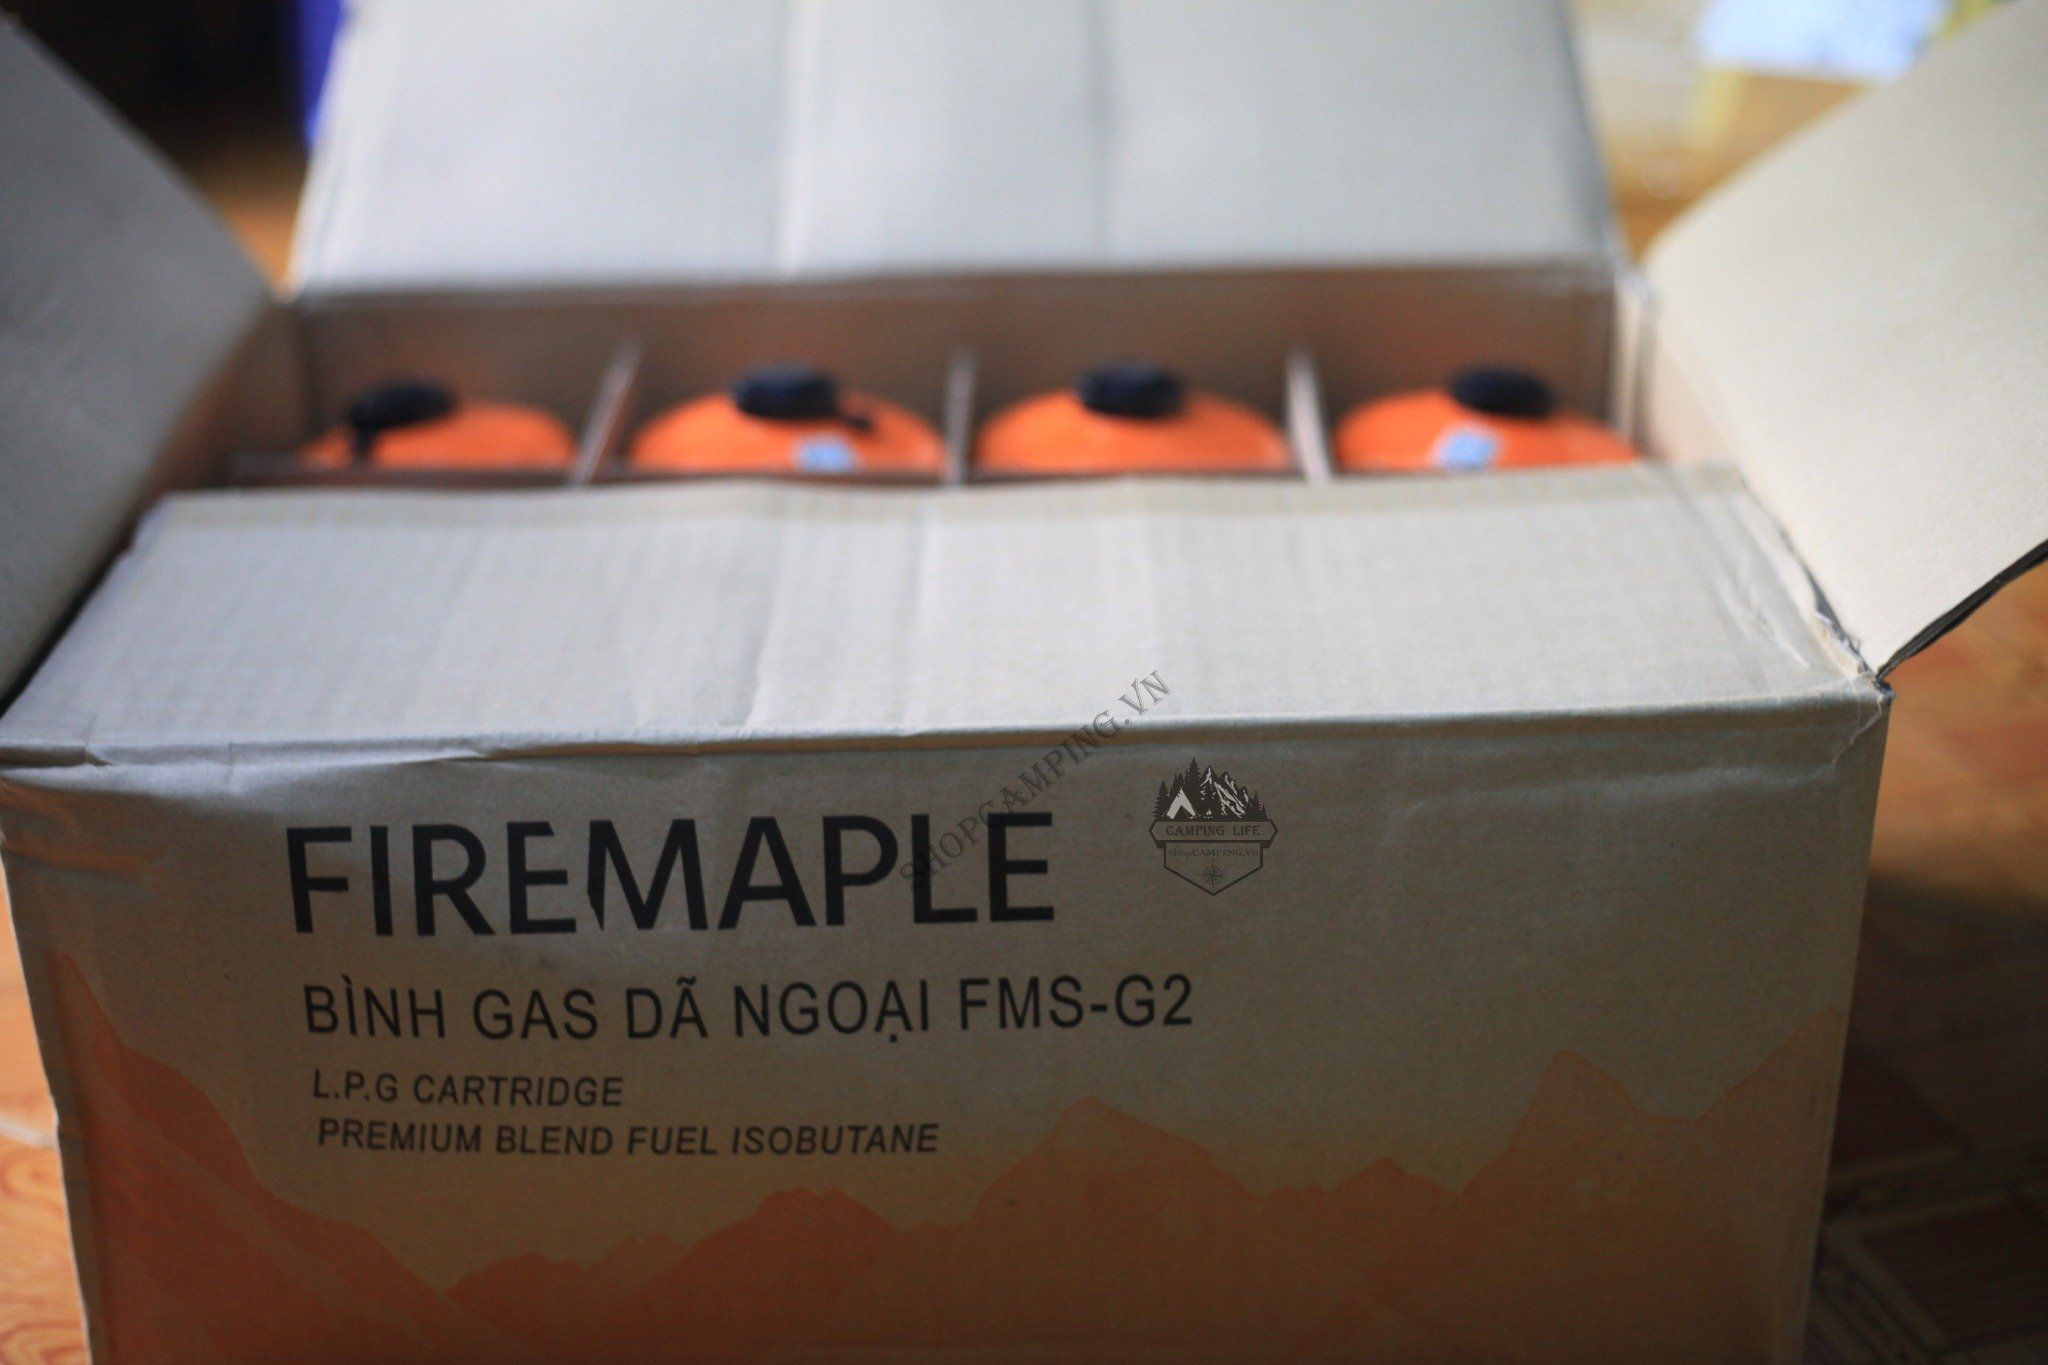 SHOPCAMPING.VN
CAMPING LIFE
ShopCAMPING.Vn
FIREMAPLE
BÌNH GAS DÃ NGOẠI FMS-G2
L.P.G CARTRIDGE
PREMIUM BLEND FUEL ISOBUTANE